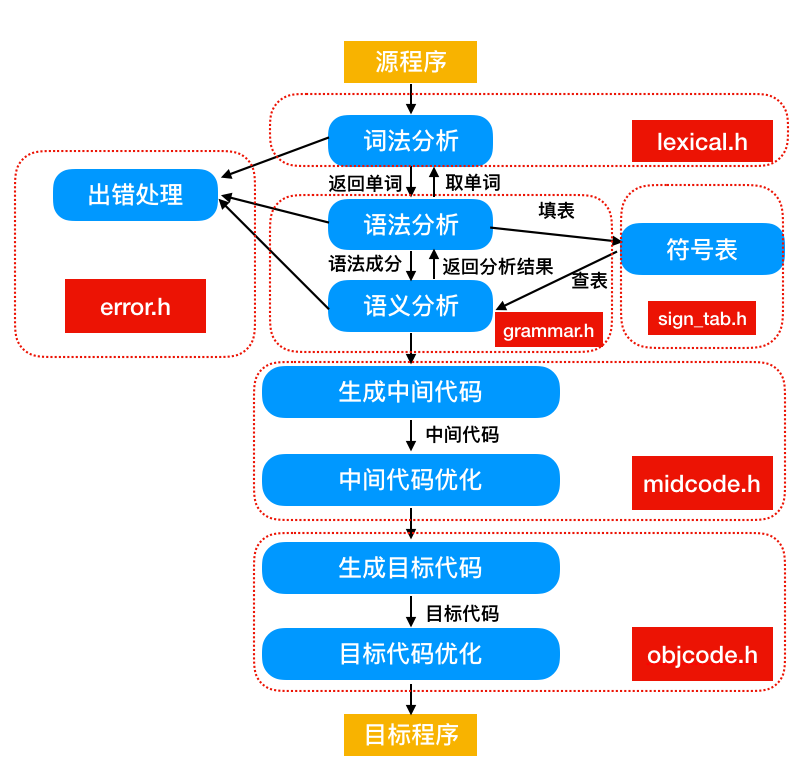 源程序
词法分析
lexical.h
返回单词
取单词
出错处理
error.h
语法分析
填表
符号表
sign_tab.h
语法成分
返回分析结果
查表
语义分析
grammar.h
生成中间代码
中间代码
中间代码优化
midcode.h
生成目标代码
目标代码
目标代码优化
objcode.h
目标程序